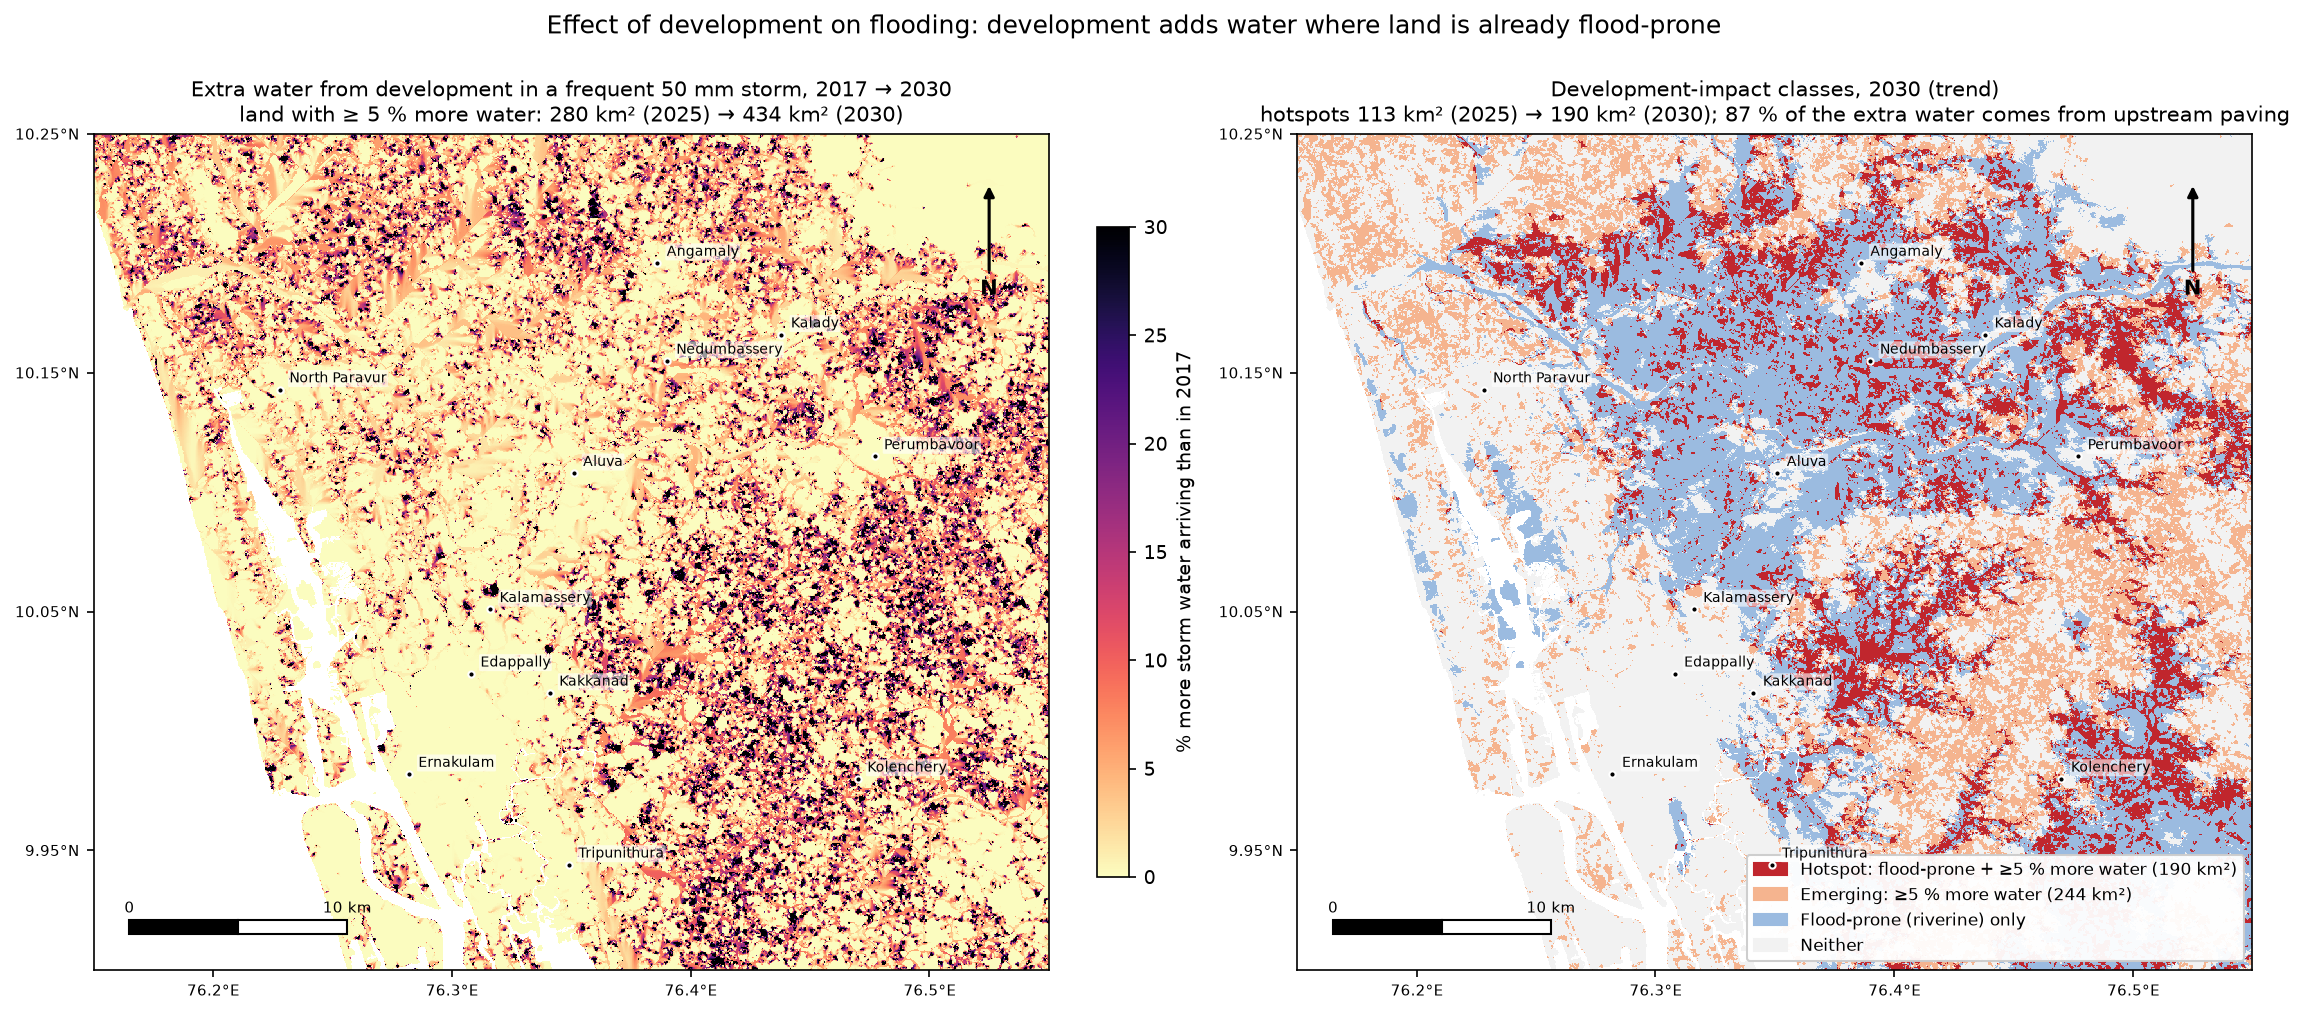 Effect of development on flooding: development adds water where land is already flood-prone
Extra water from development in a frequent 50 mm storm, 2017 → 2030
land with ≥ 5 % more water: 280 km² (2025) → 434 km² (2030)
10.25°N
10.15°N
10.05°N
9.95°N
76.2°E
76.3°E
76.4°E
76.5°E
Angamaly
N
Kalady
Nedumbassery
North Paravur
Perumbavoor
Aluva
Kalamassery
Edappally
Kakkanad
Ernakulam
Kolenchery
Tripunithura
0
10 km
30
25
20
15
10
5
0
% more storm water arriving than in 2017
Development-impact classes, 2030 (trend)
hotspots 113 km² (2025) → 190 km² (2030); 87 % of the extra water comes from upstream paving
10.25°N
10.15°N
10.05°N
9.95°N
76.2°E
76.3°E
76.4°E
76.5°E
Angamaly
N
Kalady
Nedumbassery
North Paravur
Perumbavoor
Aluva
Kalamassery
Edappally
Kakkanad
Ernakulam
Kolenchery
Tripunithura
0
10 km
Hotspot: flood-prone + ≥5 % more water (190 km²)
Emerging: ≥5 % more water (244 km²)
Flood-prone (riverine) only
Neither